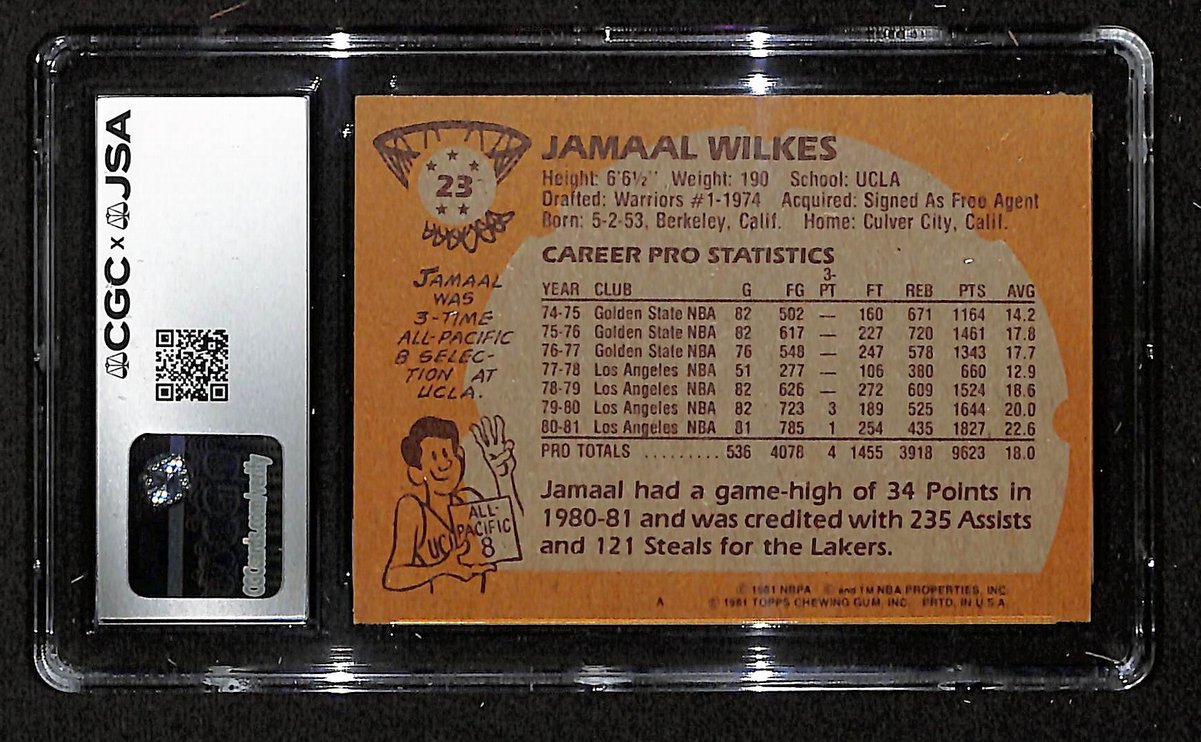 CGC x JSA
cgccards.com/verify
23
JAMAAL WILKES
Height: 6'6½" Weight: 190 School: UCLA
Drafted: Warriors #1-1974 Acquired: Signed As Free Agent
Born: 5-2-53, Berkeley, Calif. Home: Culver City, Calif.
JAMAAL
WAS
3-TIME
ALL-PACIFIC
8 SELEC-
TION AT
UCLA.
ALL-
PACIFIC
8
UCL
CAREER PRO STATISTICS
YEAR CLUB G FG 3-PT FT REB PTS AVG
74-75 Golden State NBA 82 502 — 160 671 1164 14.2
75-76 Golden State NBA 82 617 — 227 720 1461 17.8
76-77 Golden State NBA 76 548 — 247 578 1343 17.7
77-78 Los Angeles NBA 51 277 — 106 380 660 12.9
78-79 Los Angeles NBA 82 626 — 272 609 1524 18.6
79-80 Los Angeles NBA 82 723 3 189 525 1644 20.0
80-81 Los Angeles NBA 81 785 1 254 435 1827 22.6
PRO TOTALS ......... 536 4078 4 1455 3918 9623 18.0
Jamaal had a game-high of 34 Points in
1980-81 and was credited with 235 Assists
and 121 Steals for the Lakers.
© 1981 NBPA © and TM NBA PROPERTIES, INC.
A © 1981 TOPPS CHEWING GUM, INC. PRTD. IN U.S.A.